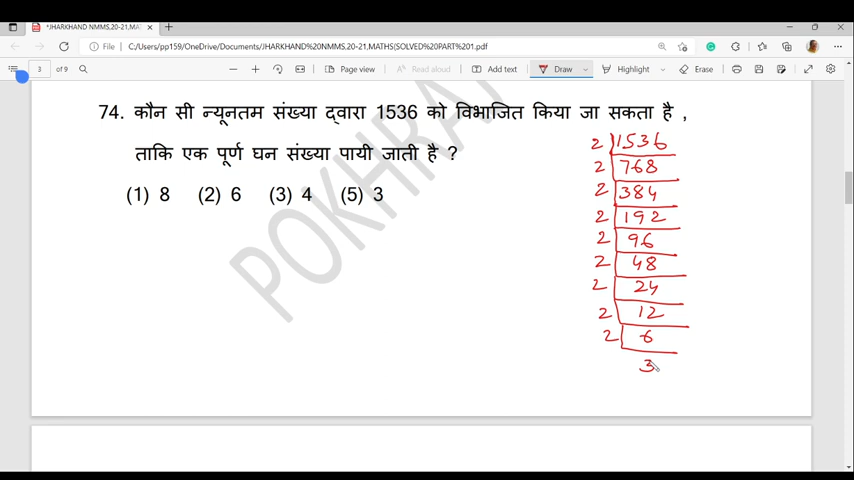 *JHARKHAND NMMS,20-21,MATH
File
C:/Users/pp159/OneDrive/Documents/JHARKHAND%20NMMS,20-21,MATHS(SOLVED%20PART%201.pdf
3 of 9
Page view
Read aloud
Add text
Draw
Highlight
Erase
74. कौन सी न्यूनतम संख्या द्वारा 1536 को विभाजित किया जा सकता है ,
ताकि एक पूर्ण घन संख्या पायी जाती है ?
(1) 8 (2) 6 (3) 4 (5) 3
2 1536
2 768
2 384
2 192
2 96
2 48
2 24
2 12
2 6
3
POKHRA